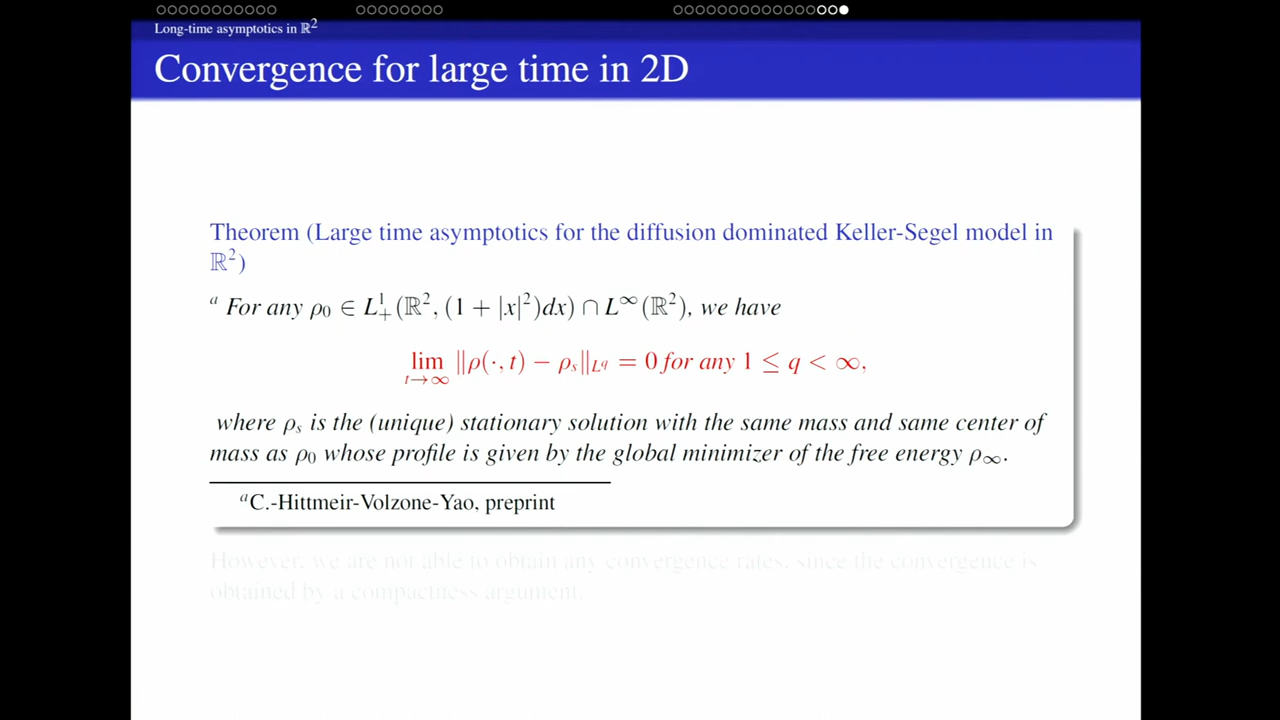 Long-time asymptotics in ℝ²
Convergence for large time in 2D
Theorem (Large time asymptotics for the diffusion dominated Keller-Segel model in
ℝ²)
ᵃ For any ρ₀ ∈ L¹₊(ℝ², (1 + |x|²)dx) ∩ L^∞(ℝ²), we have
lim_{t→∞} ‖ρ(·, t) − ρₛ‖_{L^q} = 0 for any 1 ≤ q < ∞,
where ρₛ is the (unique) stationary solution with the same mass and same center of
mass as ρ₀ whose profile is given by the global minimizer of the free energy ρ_∞.
ᵃC.-Hittmeir-Volzone-Yao, preprint
However, we are not able to obtain any convergence rates, since the convergence is
obtained by a compactness argument.